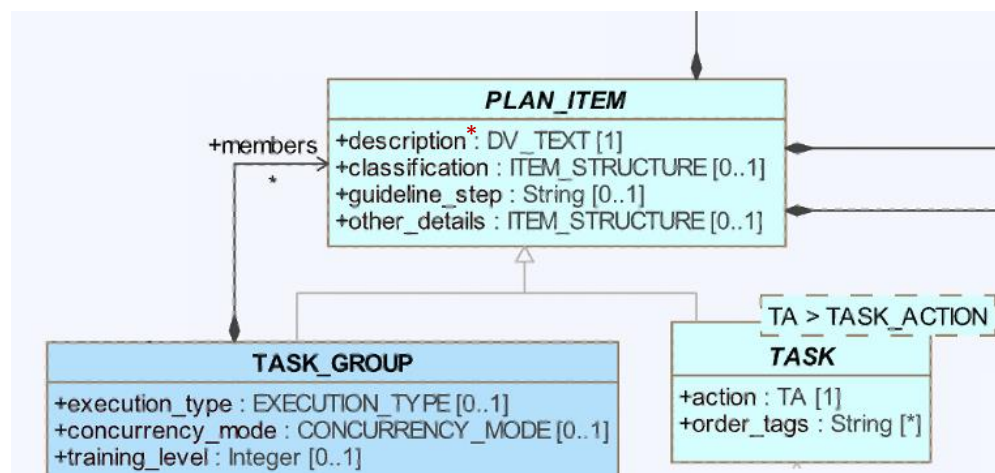 PLAN_ITEM
+description* : DV_TEXT [1]
+classification : ITEM_STRUCTURE [0..1]
+guideline_step : String [0..1]
+other_details : ITEM_STRUCTURE [0..1]
+members
*
TA > TASK_ACTION
TASK_GROUP
+execution_type : EXECUTION_TYPE [0..1]
+concurrency_mode : CONCURRENCY_MODE [0..1]
+training_level : Integer [0..1]
TASK
+action : TA [1]
+order_tags : String [*]